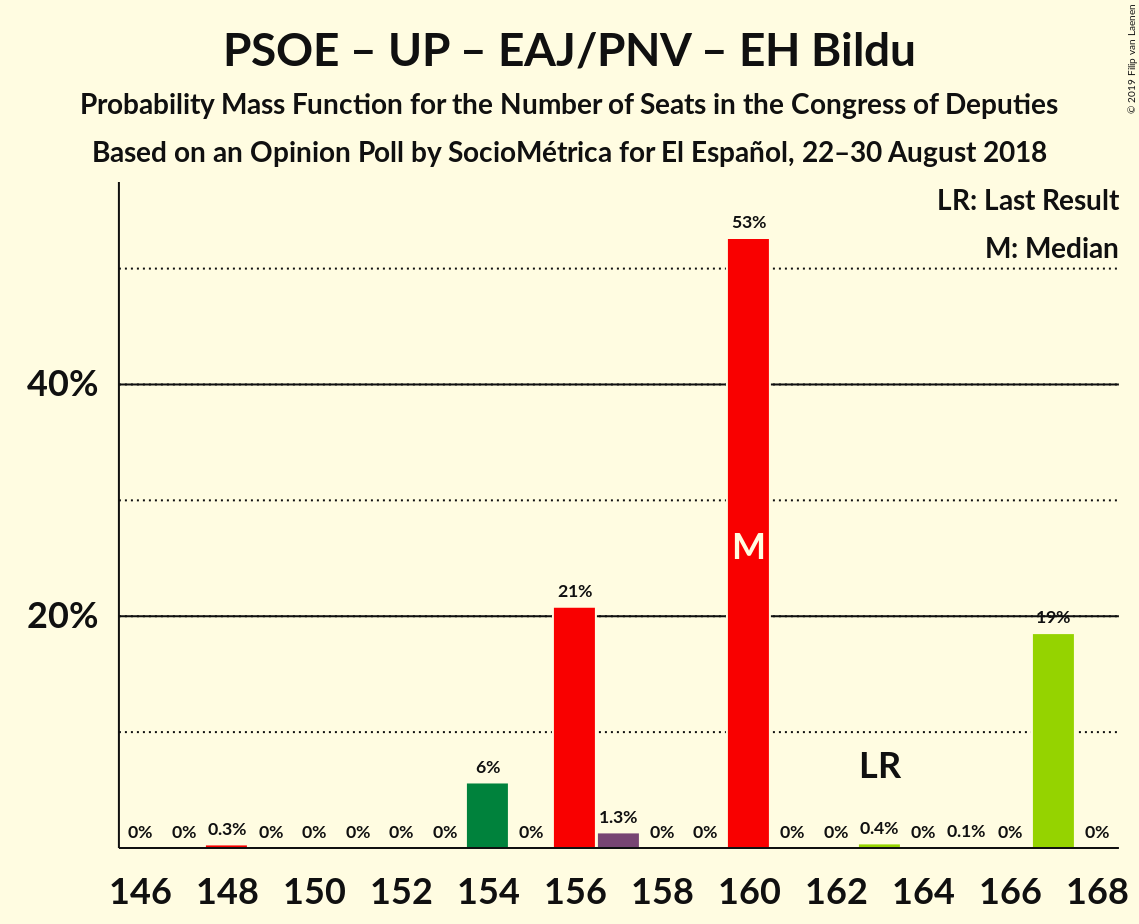 PSOE – UP – EAJ/PNV – EH Bildu
Probability Mass Function for the Number of Seats in the Congress of Deputies
Based on an Opinion Poll by SocioMétrica for El Español, 22–30 August 2018
© 2019 Filip van Laenen
LR: Last Result
M: Median
53%
40%
M
21%
20%
19%
LR
6%
0% 0% 0.3% 0% 0% 0% 0% 0% 0% 1.3% 0% 0% 0% 0% 0.4% 0% 0.1% 0% 0%
146 148 150 152 154 156 158 160 162 164 166 168